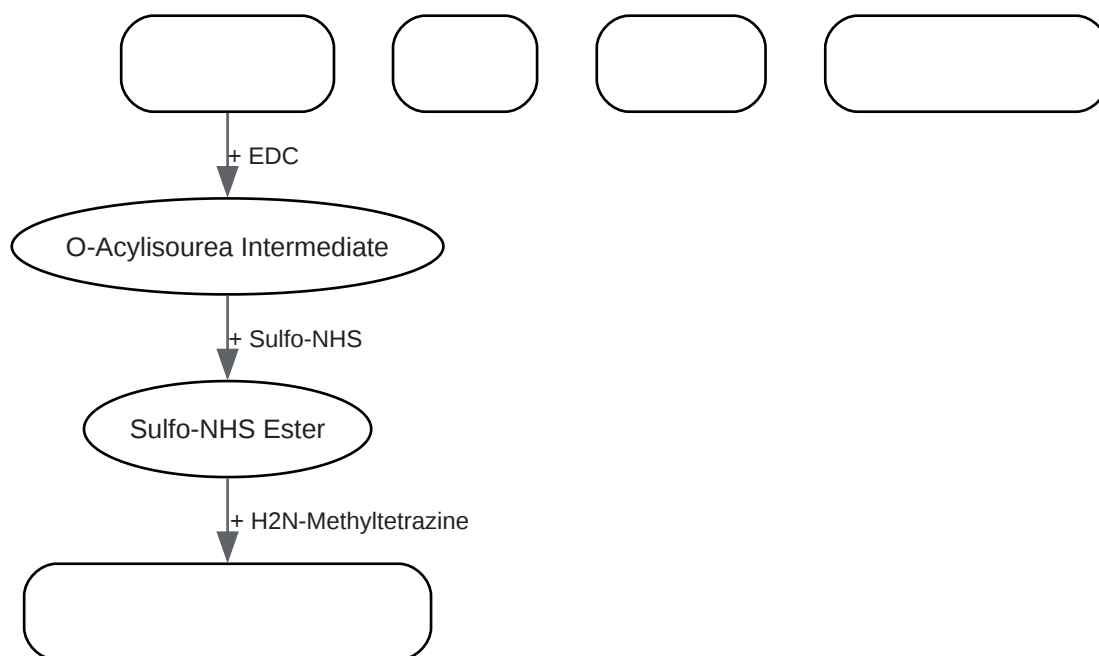 + EDC
O-Acylisourea Intermediate
+ Sulfo-NHS
Sulfo-NHS Ester
+ H2N-Methyltetrazine